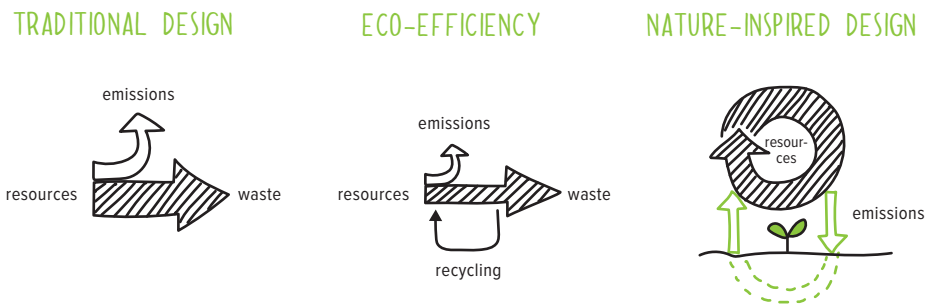 TRADITIONAL DESIGN
emissions
resources
waste
ECO-EFFICIENCY
emissions
resources
waste
recycling
NATURE-INSPIRED DESIGN
resour-
ces
emissions